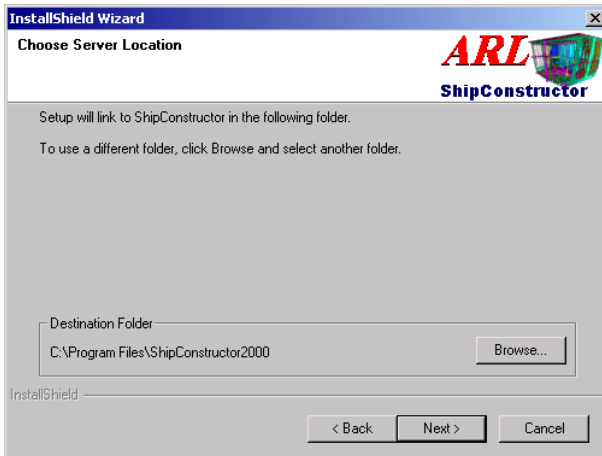 InstallShield Wizard
Choose Server Location
ARL
ShipConstructor
Setup will link to ShipConstructor in the following folder.
To use a different folder, click Browse and select another folder.
Destination Folder
C:\Program Files\ShipConstructor2000
Browse...
InstallShield
< Back
Next >
Cancel